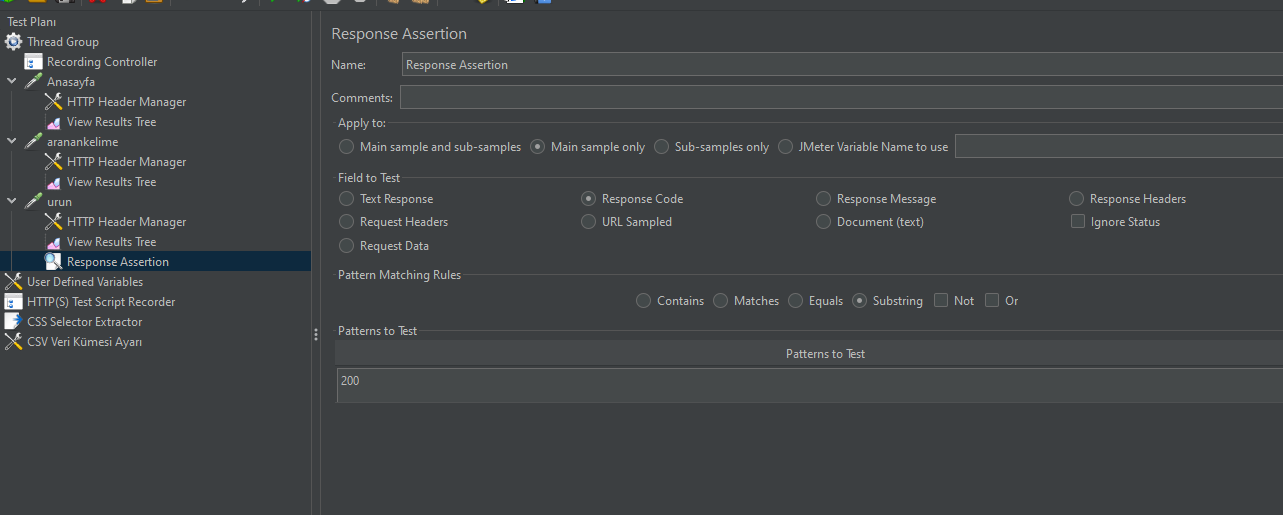 Test Planı
Thread Group
Recording Controller
Anasayfa
HTTP Header Manager
View Results Tree
aranankelime
HTTP Header Manager
View Results Tree
urun
HTTP Header Manager
View Results Tree
Response Assertion
User Defined Variables
HTTP(S) Test Script Recorder
CSS Selector Extractor
CSV Veri Kümesi Ayarı
Response Assertion
Name: Response Assertion
Comments:
Apply to:
Main sample and sub-samples Main sample only Sub-samples only JMeter Variable Name to use
Field to Test
Text Response Response Code Response Message Response Headers
Request Headers URL Sampled Document (text) Ignore Status
Request Data
Pattern Matching Rules
Contains Matches Equals Substring Not Or
Patterns to Test
Patterns to Test
200